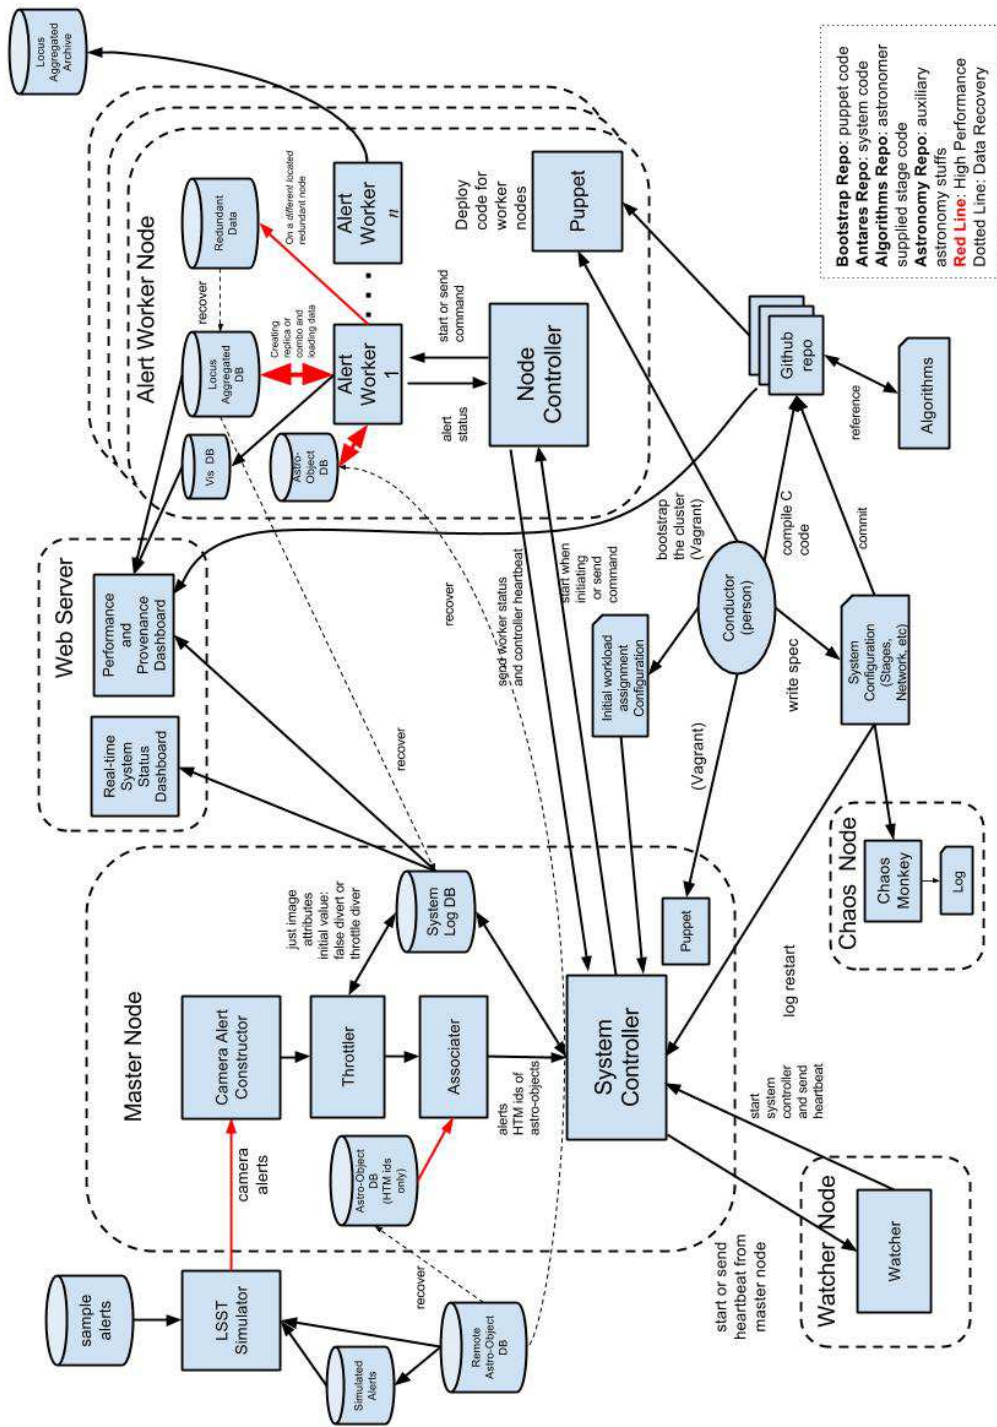 sample
alerts
LSST
Simulator
Simulated
Alerts
Remote
Astro-Object
DB
camera
alerts
recover
Master Node
Camera Alert
Constructor
Throttler
Associater
Astro-Object
DB
(HTM ids
only)
just image
attributes
initial value:
false divert or
throttle diver
System
Log DB
alerts
HTM ids of
astro-objects
System
Controller
Puppet
Web Server
Real-time
System
Status
Dashboard
Performance
and
Provenance
Dashboard
recover
recover
Alert Worker Node
Vis DB
Locus
Aggregated
DB
recover
Redundant
Data
Astro-
Object
DB
Creating
replica or
combo and
loading data
On a different located
redundant node
Alert
Worker
1
Alert
Worker
n
alert
status
start or send
command
Node
Controller
Deploy
code for
worker
nodes
Puppet
Locus
Aggregated
Archive
send worker status
and controller heartbeat
start when
initiating
or send
command
Initial workload
assignment
Configuration
bootstrap
the cluster
(Vagrant)
Conductor
(person)
(Vagrant)
compile C
code
write spec
commit
Github
repo
reference
Algorithms
System
Configuration
(Stages,
Network, etc)
log restart
Chaos Node
Chaos
Monkey
Log
start
system
controller
and send
heartbeat
start or send
heartbeat from
master node
Watcher Node
Watcher
Bootstrap Repo: puppet code
Antares Repo: system code
Algorithms Repo: astronomer
supplied stage code
Astronomy Repo: auxiliary
astronomy stuffs
Red Line: High Performance
Dotted Line: Data Recovery